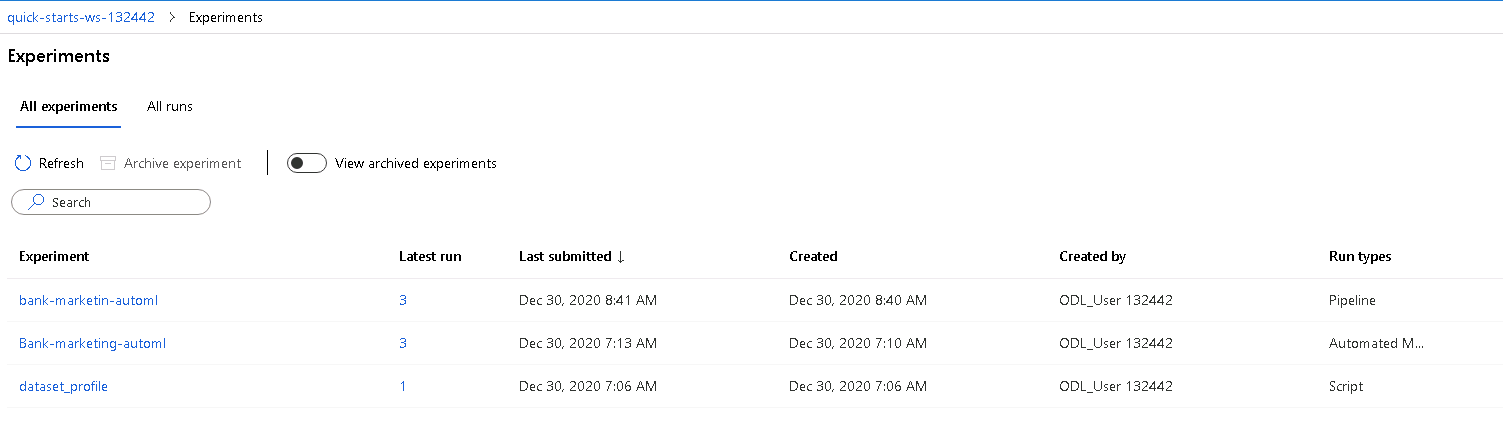 quick-starts-ws-132442 > Experiments
Experiments
All experiments All runs
Refresh Archive experiment View archived experiments
Search
Experiment Latest run Last submitted ↓ Created Created by Run types
bank-marketin-automl 3 Dec 30, 2020 8:41 AM Dec 30, 2020 8:40 AM ODL_User 132442 Pipeline
Bank-marketing-automl 3 Dec 30, 2020 7:13 AM Dec 30, 2020 7:10 AM ODL_User 132442 Automated M...
dataset_profile 1 Dec 30, 2020 7:06 AM Dec 30, 2020 7:06 AM ODL_User 132442 Script